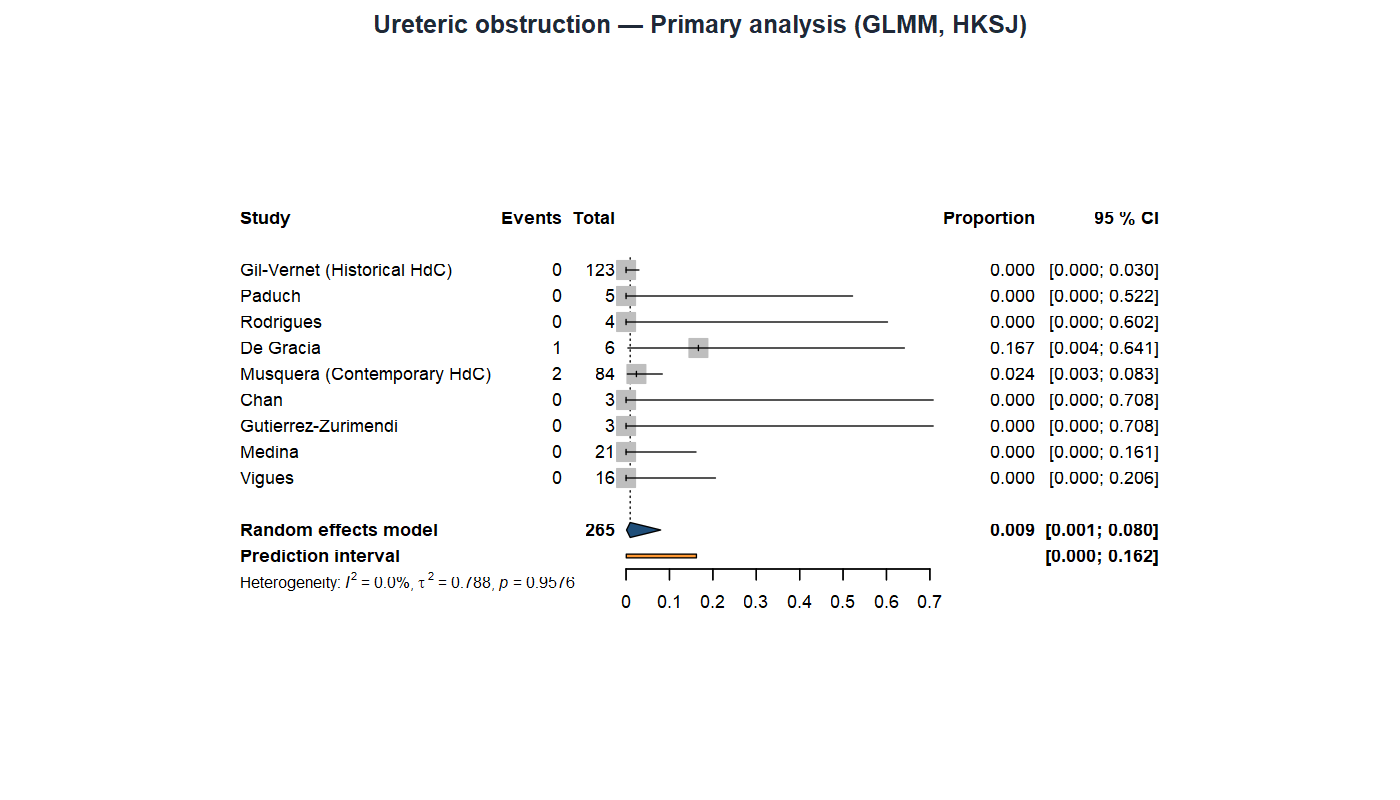 Ureteric obstruction — Primary analysis (GLMM, HKSJ)
Study Events Total Proportion 95 % CI
Gil-Vernet (Historical HdC) 0 123 0.000 [0.000; 0.030]
Paduch 0 5 0.000 [0.000; 0.522]
Rodrigues 0 4 0.000 [0.000; 0.602]
De Gracia 1 6 0.167 [0.004; 0.641]
Musquera (Contemporary HdC) 2 84 0.024 [0.003; 0.083]
Chan 0 3 0.000 [0.000; 0.708]
Gutierrez-Zurimendi 0 3 0.000 [0.000; 0.708]
Medina 0 21 0.000 [0.000; 0.161]
Vigues 0 16 0.000 [0.000; 0.206]
Random effects model 265 0.009 [0.001; 0.080]
Prediction interval [0.000; 0.162]
Heterogeneity: I² = 0.0%, τ² = 0.788, p = 0.9576
0 0.1 0.2 0.3 0.4 0.5 0.6 0.7